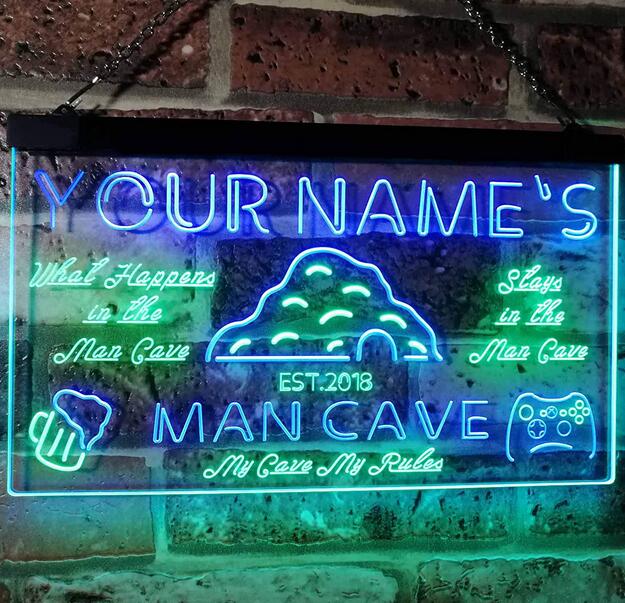 YOUR NAME'S
What Happens
in the
Man Cave
Stays
in the
Man Cave
EST.2018
MAN CAVE
My Cave My Rules